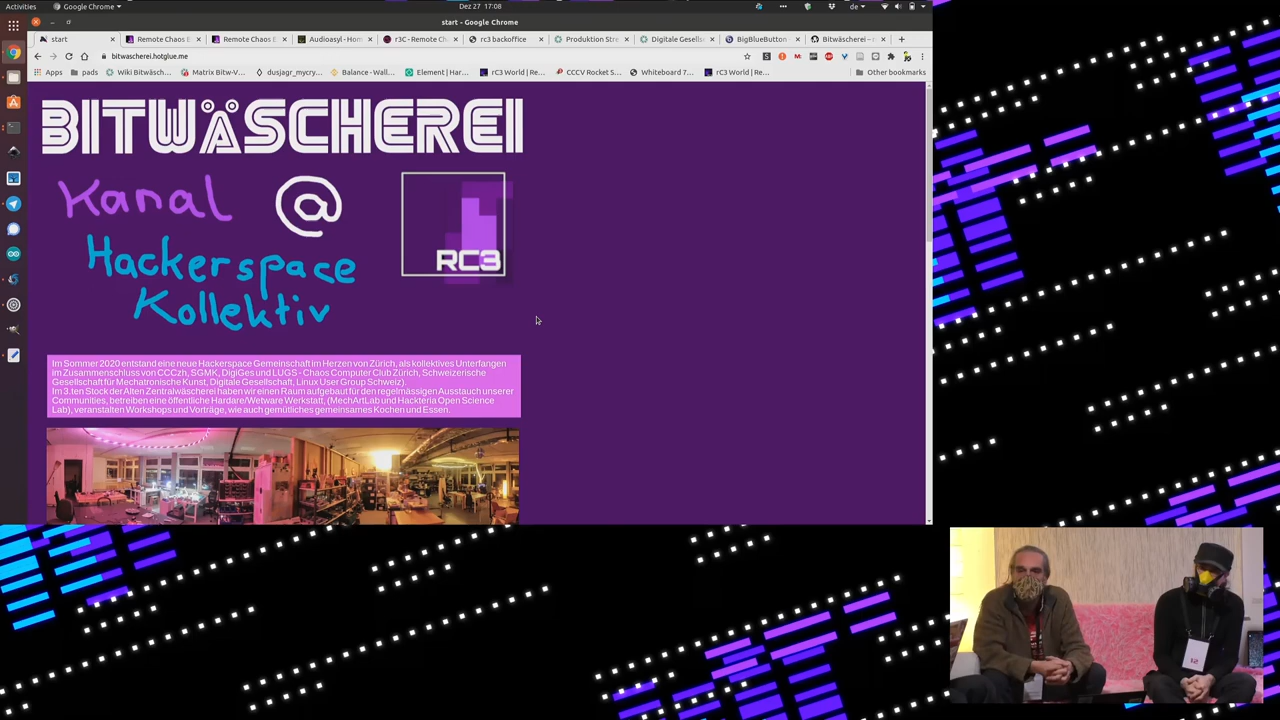 Activities
Google Chrome
Dez 27 17:08
de
start - Google Chrome
start
Remote Chaos E
Remote Chaos E
Audioasyl - Hom
r3C - Remote Cha
rc3 backoffice
Produktion Stre
Digitale Gesells
BigBlueButton
Bitwäscherei -
bitwascherei.hotglue.me
Apps
pads
Wiki Bitwäsch...
Matrix Bitw-V...
dusjagr_mycry...
Balance - Wall...
Element | Har...
rC3 World | Re...
CCCV Rocket S...
Whiteboard 7...
rC3 World | Re...
Other bookmarks
BITWÄSCHEREI
Kanal @
RC3
Hackerspace
Kollektiv
Im Sommer 2020 entstand eine neue Hackerspace Gemeinschaft im Herzen von Zürich, als kollektives Unterfangen
im Zusammenschluss von CCCzh, SGMK, DigiGes und LUGS - Chaos Computer Club Zürich, Schweizerische
Gesellschaft für Mechatronische Kunst, Digitale Gesellschaft, Linux User Group Schweiz).
Im 3.ten Stock der Alten Zentralwäscherei haben wir einen Raum aufgebaut für den regelmässigen Ausstauch unserer
Communities, betreiben eine öffentliche Hardare/Wetware Werkstatt, (MechArtLab und Hackteria Open Science
Lab), veranstalten Workshops und Vorträge, wie auch gemütliches gemeinsames Kochen und Essen.